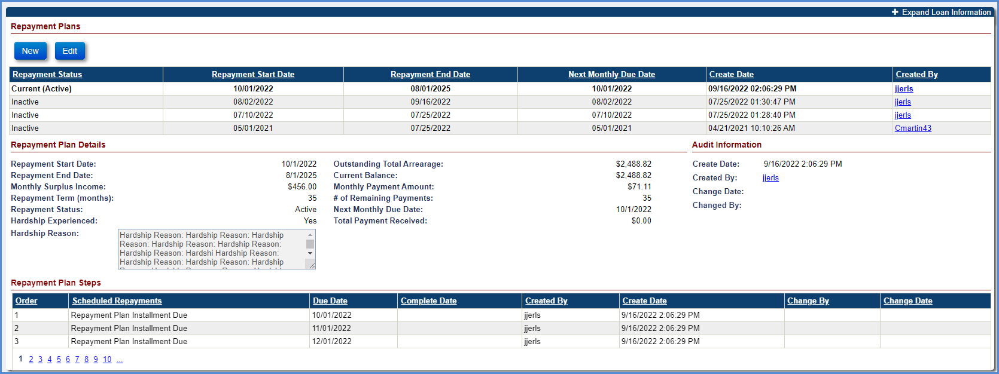 + Expand Loan Information
Repayment Plans
New Edit
Repayment Status Repayment Start Date Repayment End Date Next Monthly Due Date Create Date Created By
Current (Active) 10/01/2022 08/01/2025 10/01/2022 09/16/2022 02:06:29 PM jjerls
Inactive 08/02/2022 09/16/2022 08/02/2022 07/25/2022 01:30:47 PM jjerls
Inactive 07/10/2022 07/25/2022 07/10/2022 07/25/2022 01:28:40 PM jjerls
Inactive 05/01/2021 07/25/2022 05/01/2021 04/21/2021 10:10:26 AM Cmartin43
Repayment Plan Details Audit Information
Repayment Start Date: 10/1/2022 Outstanding Total Arrearage: $2,488.82 Create Date: 9/16/2022 2:06:29 PM
Repayment End Date: 8/1/2025 Current Balance: $2,488.82 Created By: jjerls
Monthly Surplus Income: $456.00 Monthly Payment Amount: $71.11 Change Date:
Repayment Term (months): 35 # of Remaining Payments: 35 Changed By:
Repayment Status: Active Next Monthly Due Date: 10/1/2022
Hardship Experienced: Yes Total Payment Received: $0.00
Hardship Reason: Hardship Reason: Hardship Reason: Hardship
Reason: Hardship Reason: Hardship Reason:
Hardship Reason: Hardshi Hardship Reason:
Hardship Reason: Hardship Reason: Hardship
Repayment Plan Steps
Order Scheduled Repayments Due Date Complete Date Created By Create Date Change By Change Date
1 Repayment Plan Installment Due 10/01/2022 jjerls 9/16/2022 2:06:29 PM
2 Repayment Plan Installment Due 11/01/2022 jjerls 9/16/2022 2:06:29 PM
3 Repayment Plan Installment Due 12/01/2022 jjerls 9/16/2022 2:06:29 PM
1 2 3 4 5 6 7 8 9 10 ...